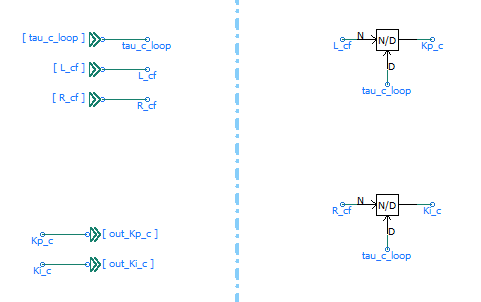 [ tau_c_loop ]
tau_c_loop
[ L_cf ]
L_cf
[ R_cf ]
R_cf
Kp_c
[ out_Kp_c ]
Ki_c
[ out_Ki_c ]
L_cf
N
N/D
Kp_c
D
tau_c_loop
R_cf
N
N/D
Ki_c
D
tau_c_loop